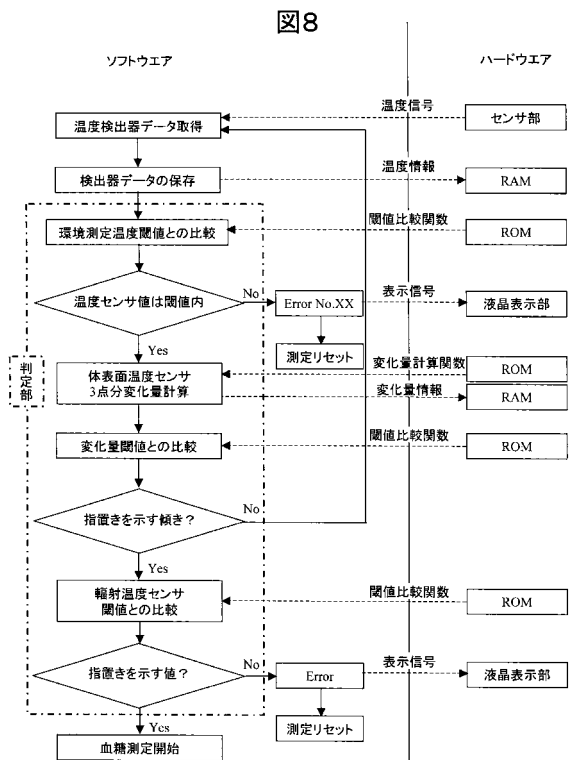 図8
ソフトウエア
ハードウエア
温度検出器データ取得
温度信号
センサ部
検出器データの保存
温度情報
RAM
環境測定温度閾値との比較
閾値比較関数
ROM
温度センサ値は閾値内
No
Error No.XX
表示信号
液晶表示部
測定リセット
Yes
判定部
体表面温度センサ
3点分変化量計算
変化量計算関数
ROM
変化量情報
RAM
変化量閾値との比較
閾値比較関数
ROM
指置きを示す傾き?
No
Yes
輻射温度センサ
閾値との比較
閾値比較関数
ROM
指置きを示す値?
No
Error
表示信号
液晶表示部
測定リセット
Yes
血糖測定開始